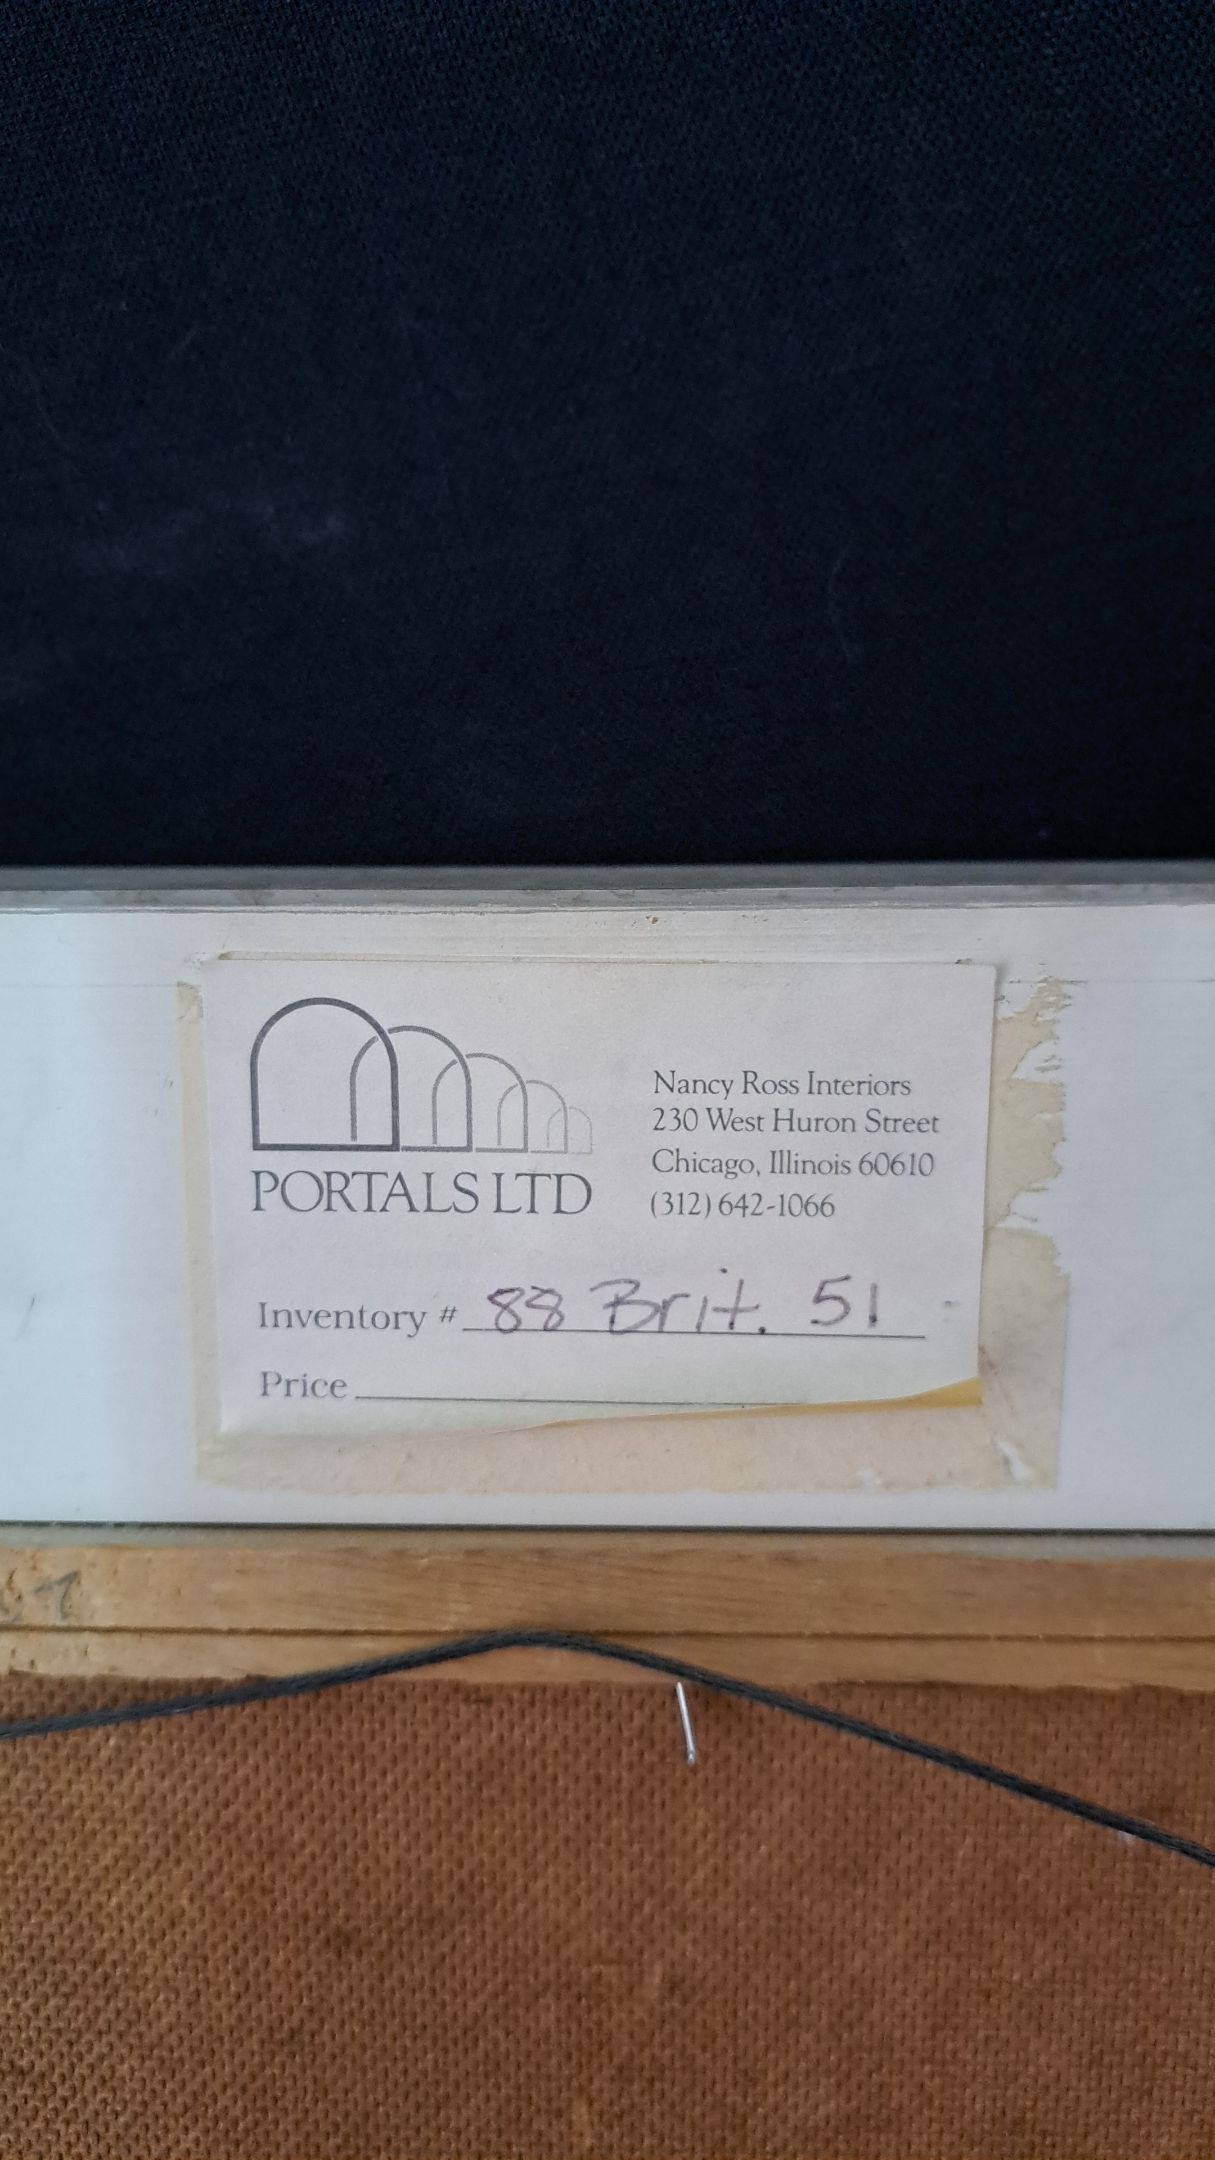 PORTALS LTD
Nancy Ross Interiors
230 West Huron Street
Chicago, Illinois 60610
(312) 642-1066
Inventory # 88 Brit. 51
Price